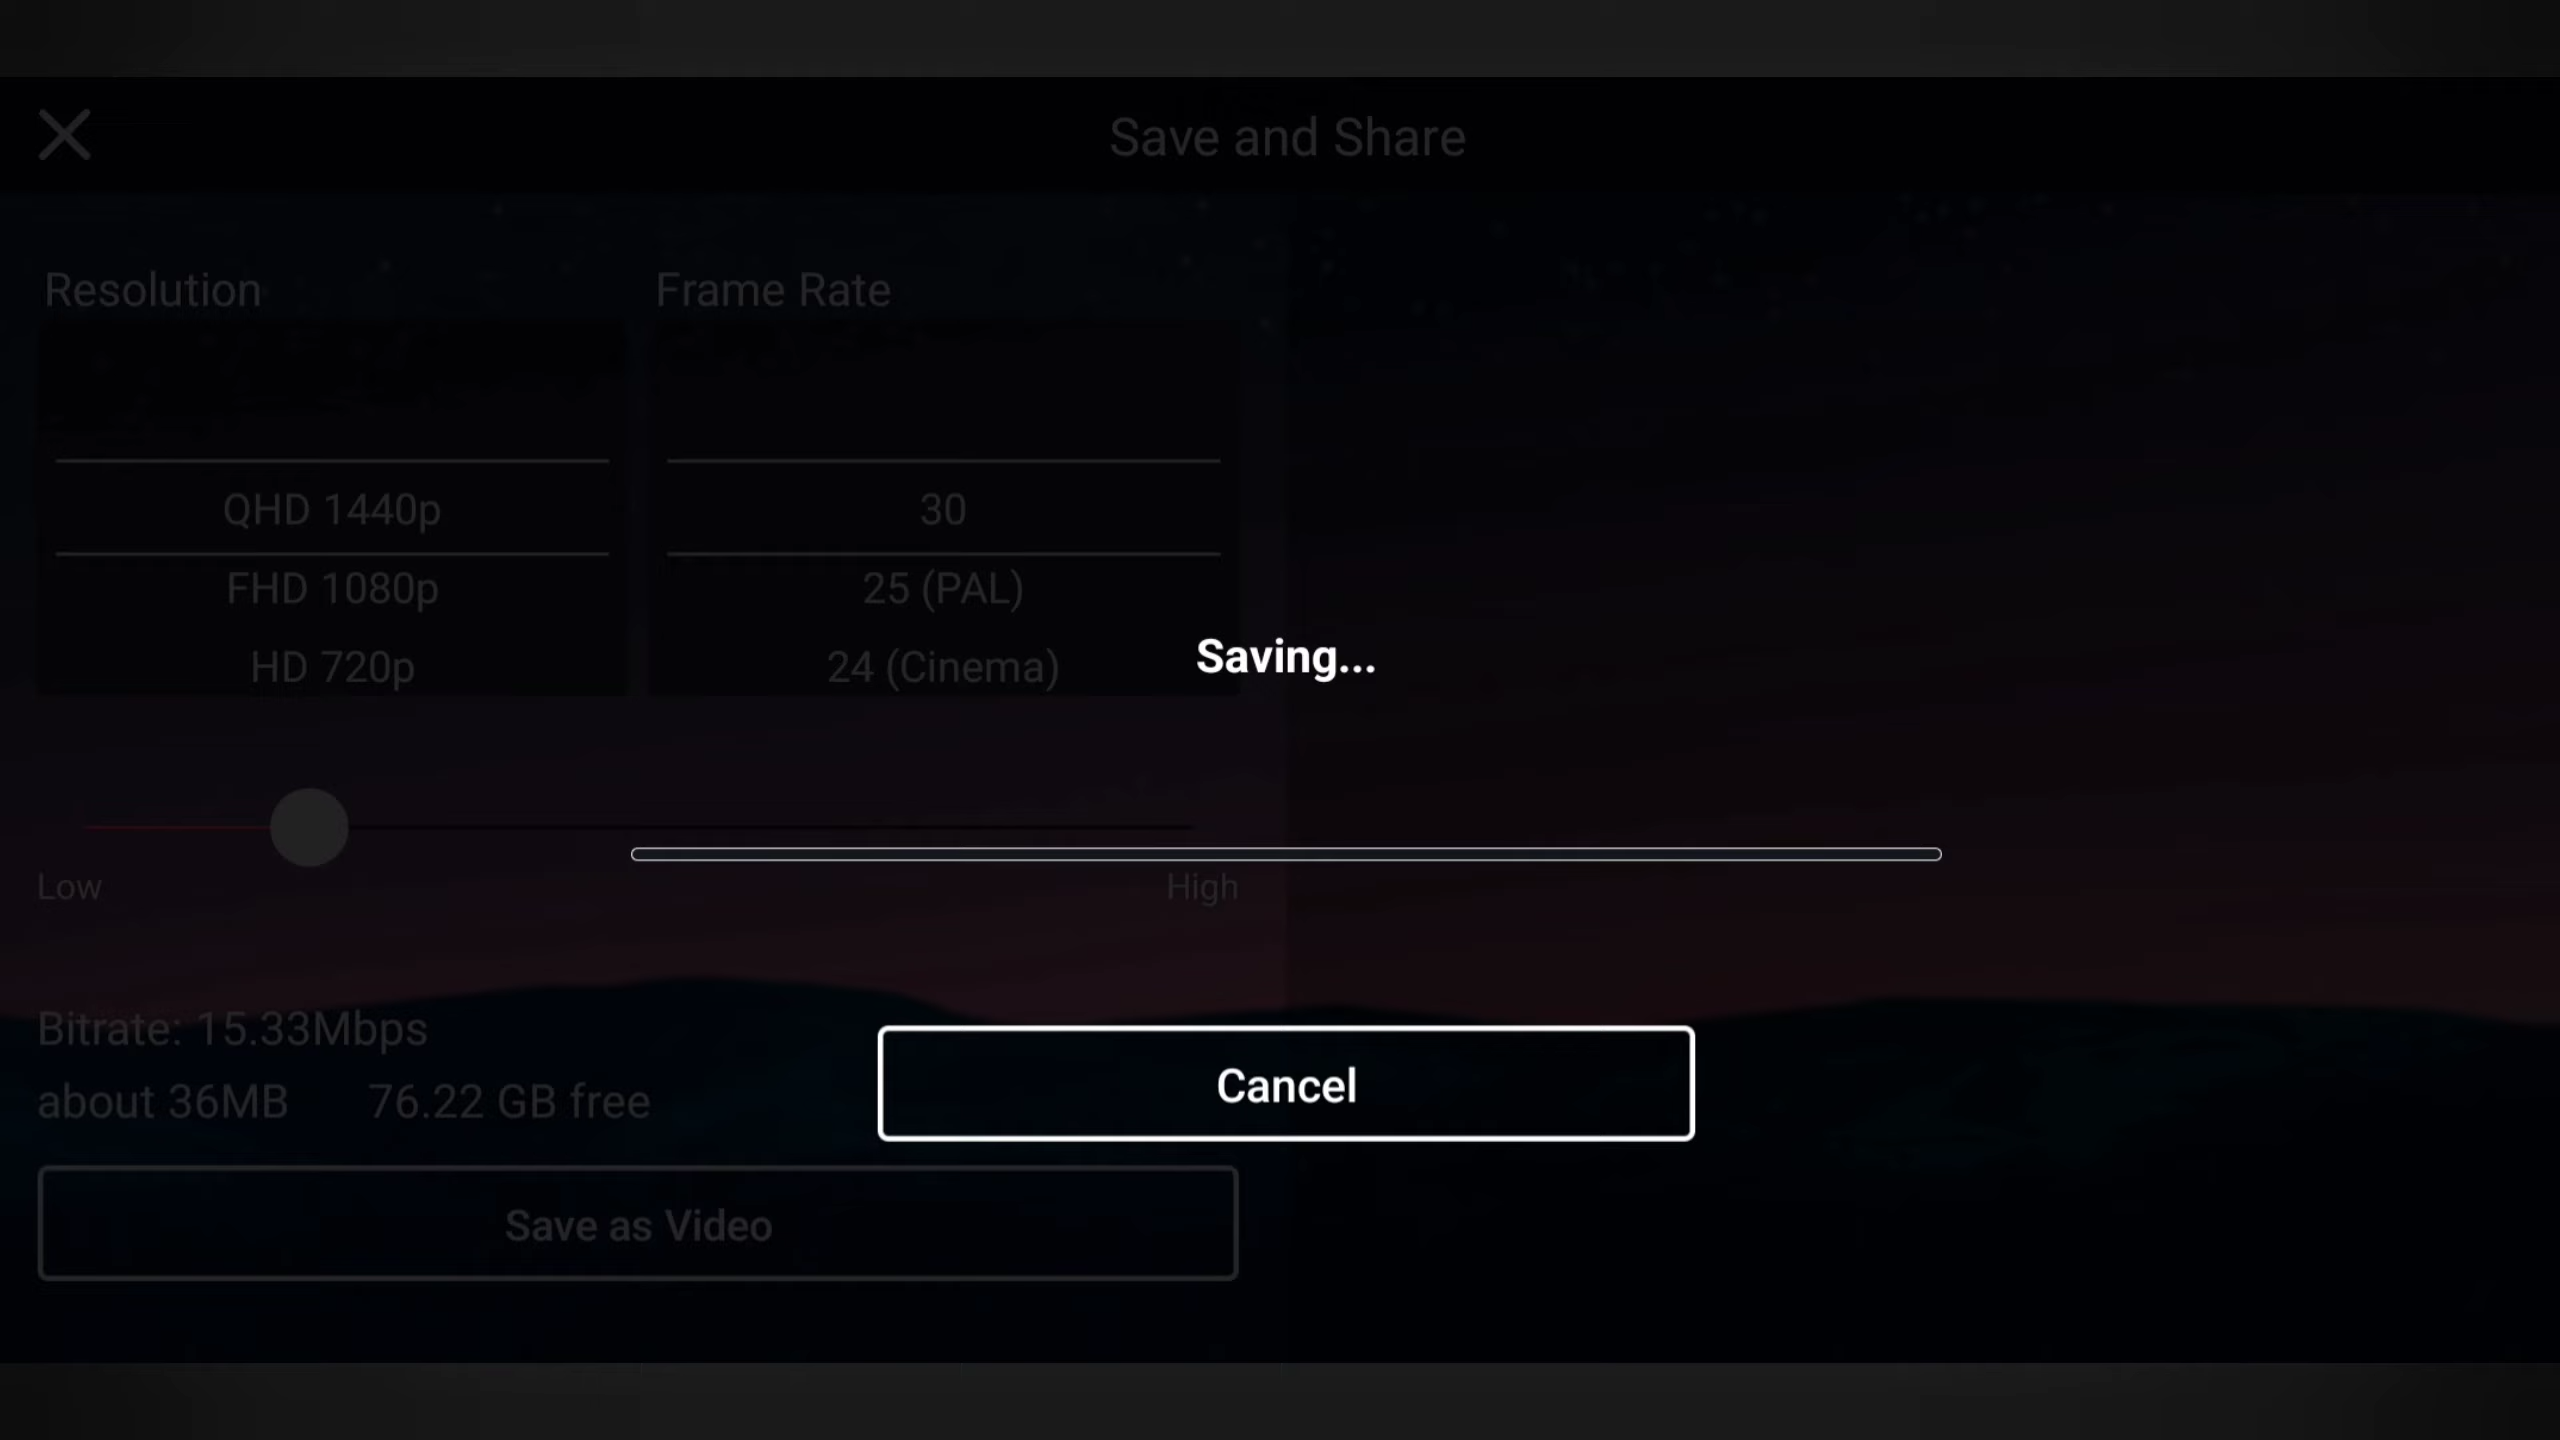 Save and Share
Resolution
Frame Rate
QHD 1440p
30
FHD 1080p
25 (PAL)
HD 720p
24 (Cinema)
Saving...
Low
High
Bitrate: 15.33Mbps
about 36MB 76.22 GB free
Cancel
Save as Video